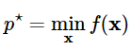 p⋆ = min f(x)
x